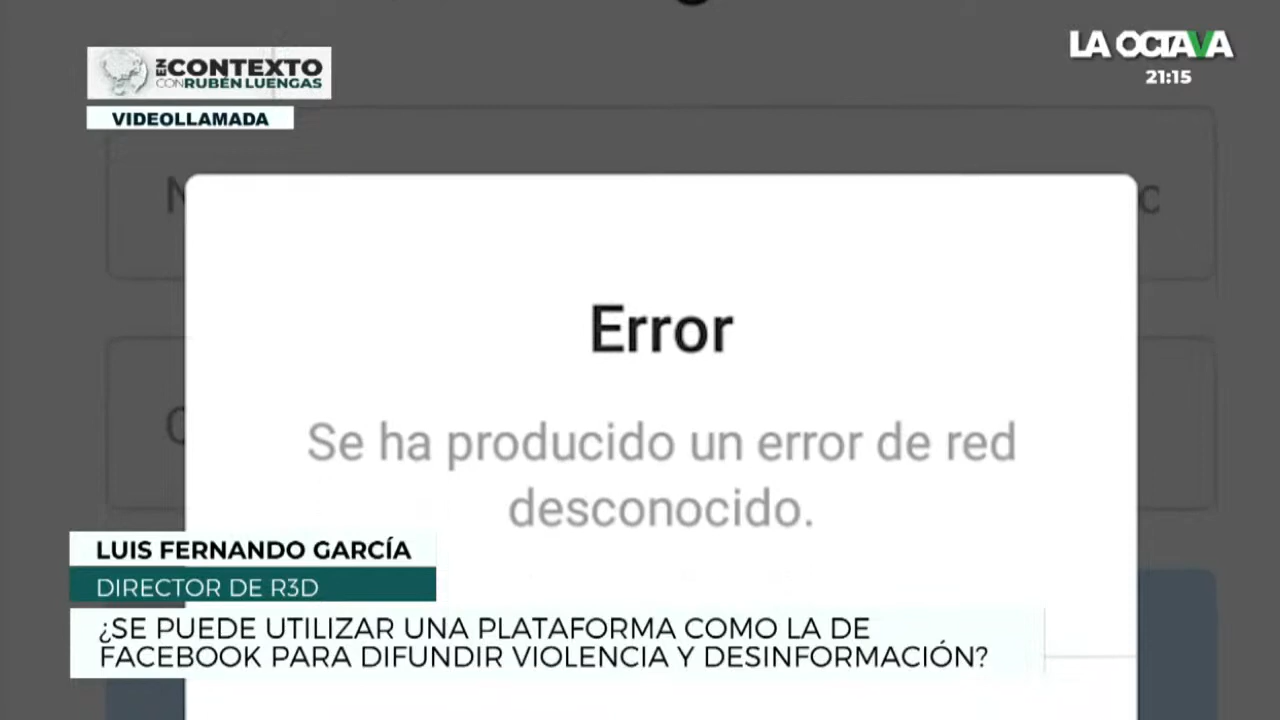 EN CONTEXTO
CON RUBÉN LUENGAS
VIDEOLLAMADA
LA OCTAVA
21:15
Error
Se ha producido un error de red
desconocido.
LUIS FERNANDO GARCÍA
DIRECTOR DE R3D
¿SE PUEDE UTILIZAR UNA PLATAFORMA COMO LA DE
FACEBOOK PARA DIFUNDIR VIOLENCIA Y DESINFORMACIÓN?